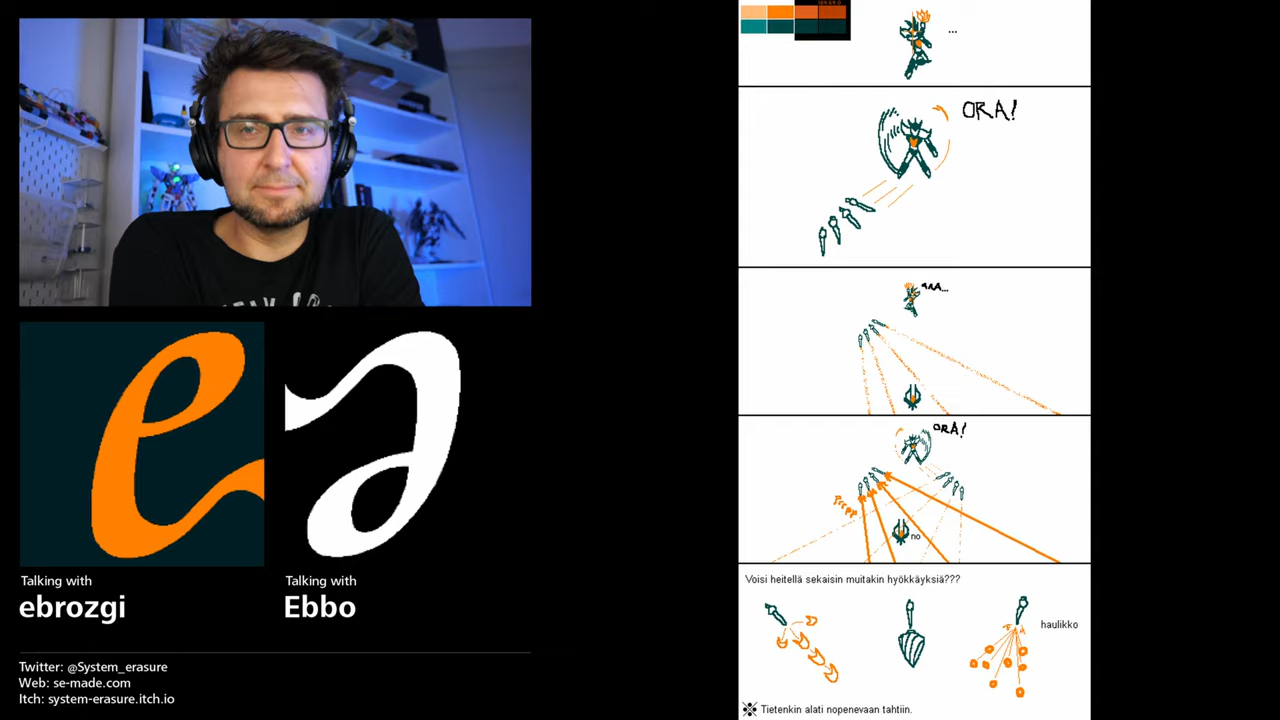 Talking with
ebrozgi
Talking with
Ebbo
Twitter: @System_erasure
Web: se-made.com
Itch: system-erasure.itch.io
...
ORA!
ORA!
no
Voisi heitellä sekaisin muitakin hyökkäyksiä???
haulikko
※ Tietenkin alati nopenevaan tahtiin.